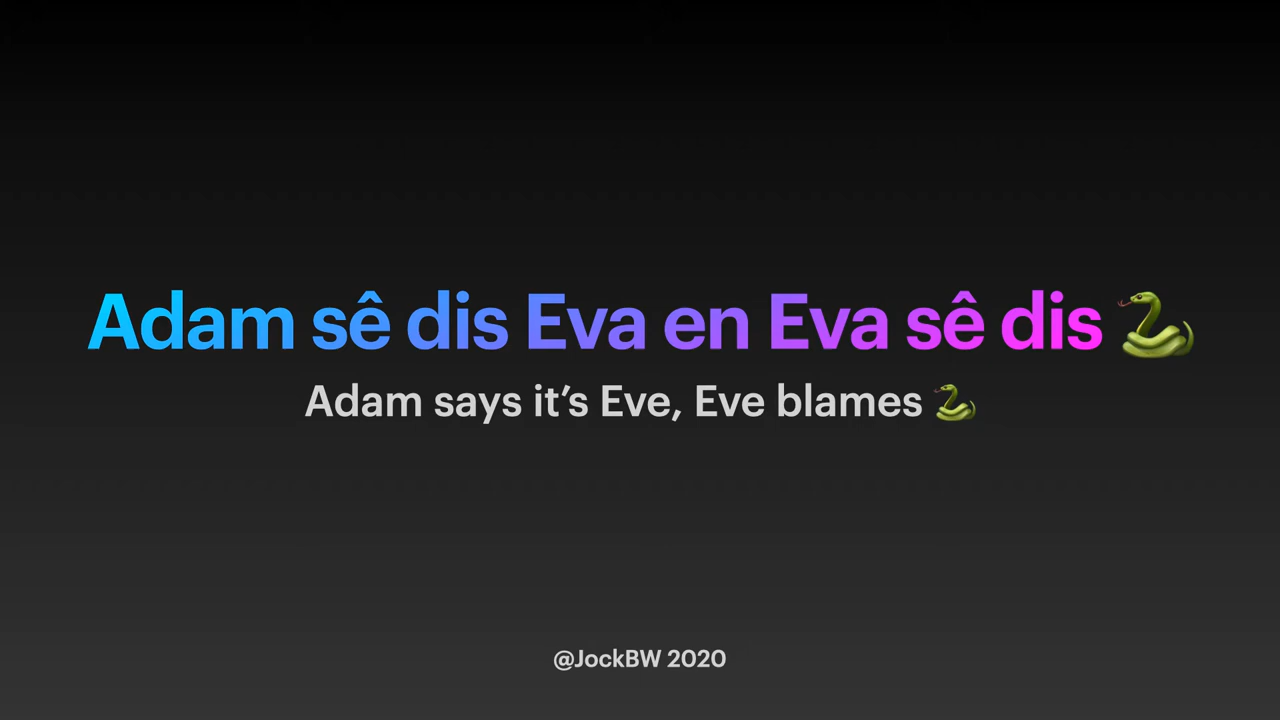 Adam sê dis Eva en Eva sê dis 🐍
Adam says it’s Eve, Eve blames 🐍
@JockBW 2020